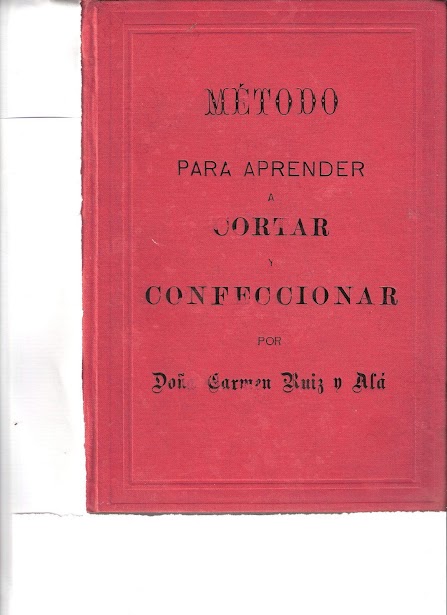 MÉTODO
PARA APRENDER
A
CORTAR
Y
CONFECCIONAR
POR
Doña Carmen Ruiz y Alá